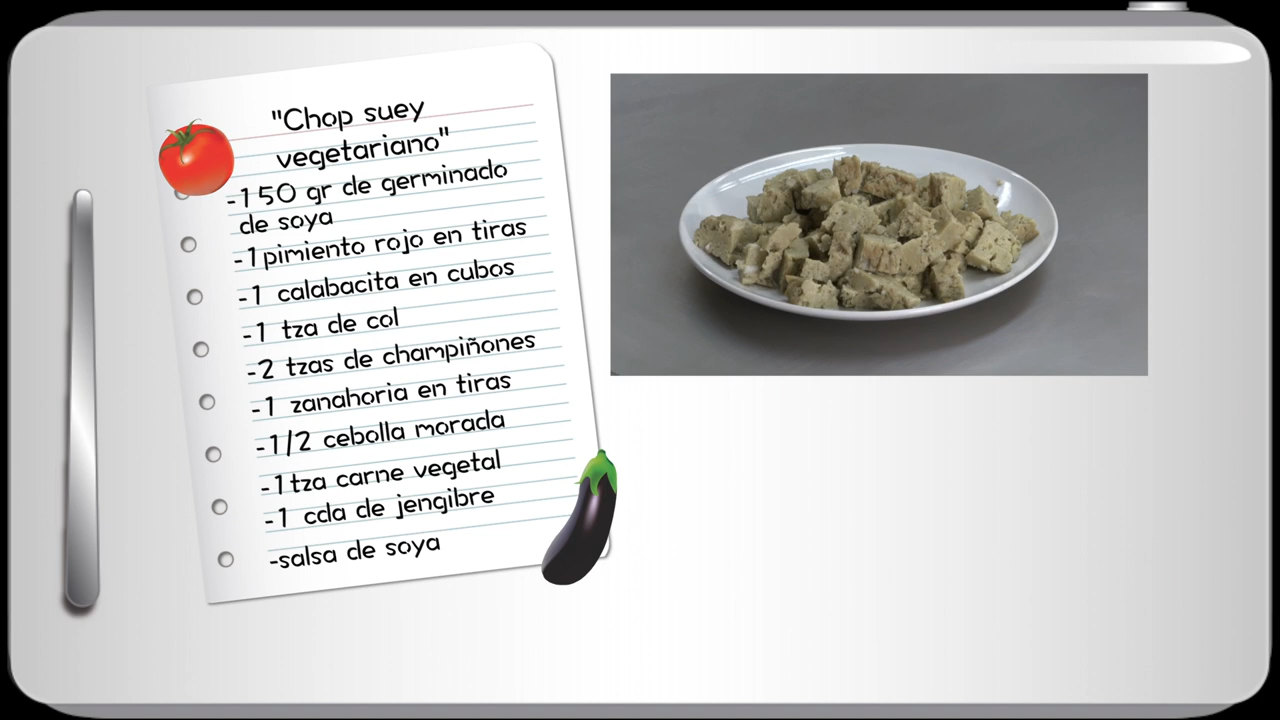 "Chop suey
vegetariano"
-150 gr de germinado
de soya
-1 pimiento rojo en tiras
-1 calabacita en cubos
-1 tza de col
-2 tzas de champiñones
-1 zanahoria en tiras
-1/2 cebolla morada
-1 tza carne vegetal
-1 cda de jengibre
-salsa de soya